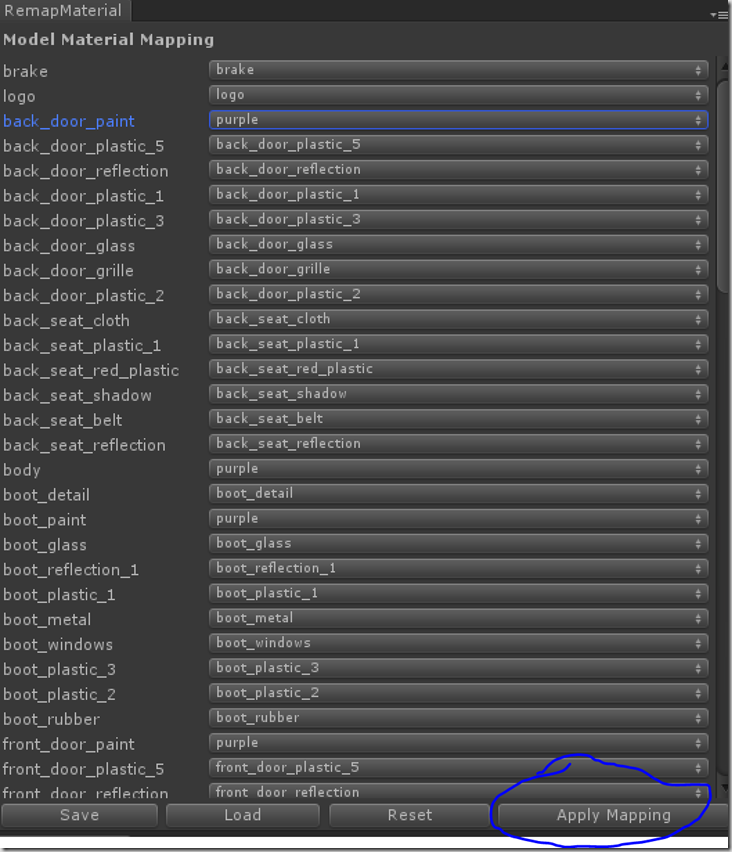 RemapMaterial
Model Material Mapping
brake brake
logo logo
back_door_paint purple
back_door_plastic_5 back_door_plastic_5
back_door_reflection back_door_reflection
back_door_plastic_1 back_door_plastic_1
back_door_plastic_3 back_door_plastic_3
back_door_glass back_door_glass
back_door_grille back_door_grille
back_door_plastic_2 back_door_plastic_2
back_seat_cloth back_seat_cloth
back_seat_plastic_1 back_seat_plastic_1
back_seat_red_plastic back_seat_red_plastic
back_seat_shadow back_seat_shadow
back_seat_belt back_seat_belt
back_seat_reflection back_seat_reflection
body purple
boot_detail boot_detail
boot_paint purple
boot_glass boot_glass
boot_reflection_1 boot_reflection_1
boot_plastic_1 boot_plastic_1
boot_metal boot_metal
boot_windows boot_windows
boot_plastic_3 boot_plastic_3
boot_plastic_2 boot_plastic_2
boot_rubber boot_rubber
front_door_paint purple
front_door_plastic_5 front_door_plastic_5
front_door_reflection front_door_reflection
Save Load Reset Apply Mapping